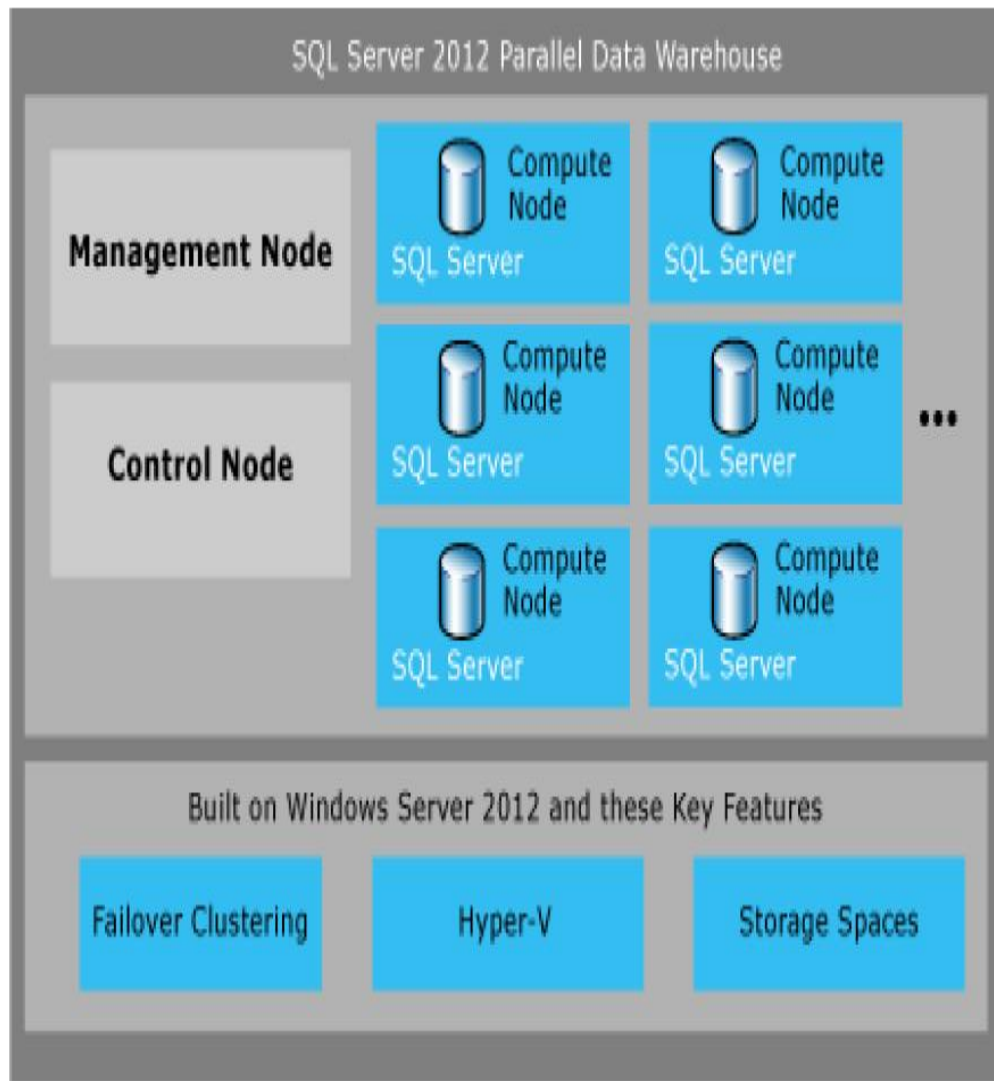 SQL Server 2012 Parallel Data Warehouse
Management Node
Control Node
Compute
Node
SQL Server
Compute
Node
SQL Server
Compute
Node
SQL Server
Compute
Node
SQL Server
Compute
Node
SQL Server
Compute
Node
SQL Server
...
Built on Windows Server 2012 and these Key Features
Failover Clustering
Hyper-V
Storage Spaces